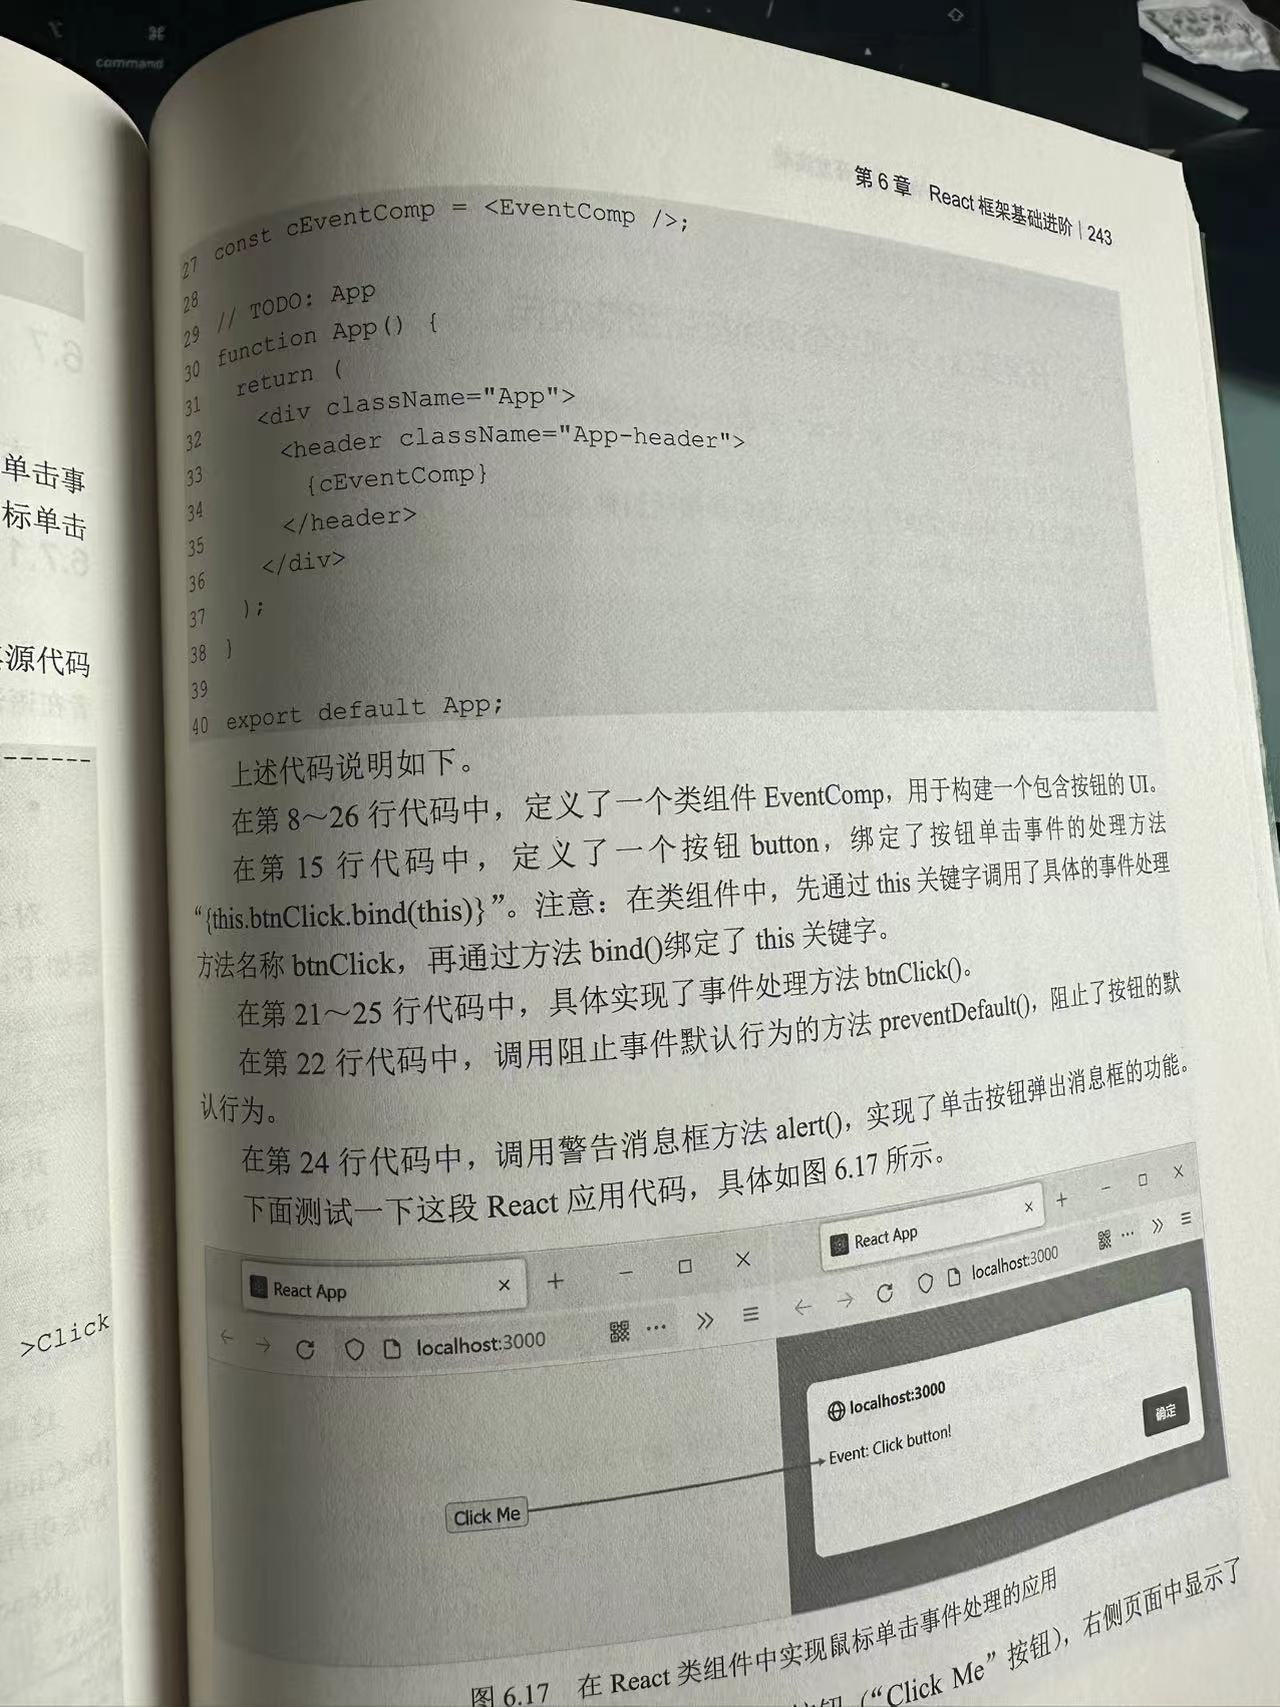 ⌘
command
单击事
标单击
源代码
>Click
第 6 章 React 框架基础进阶 | 243
27 const cEventComp = <EventComp />;
28
29 // TODO: App
30 function App() {
31 return (
32 <div className="App">
33 <header className="App-header">
34 {cEventComp}
35 </header>
36 </div>
37 );
38 }
39
40 export default App;
上述代码说明如下。
在第 8～26 行代码中，定义了一个类组件 EventComp，用于构建一个包含按钮的 UI。
在第 15 行代码中，定义了一个按钮 button，绑定了按钮单击事件的处理方法
“{this.btnClick.bind(this)}”。注意：在类组件中，先通过 this 关键字调用了具体的事件处理
方法名称 btnClick，再通过方法 bind()绑定了 this 关键字。
在第 21～25 行代码中，具体实现了事件处理方法 btnClick()。
在第 22 行代码中，调用阻止事件默认行为的方法 preventDefault()，阻止了按钮的默
认行为。
在第 24 行代码中，调用警告消息框方法 alert()，实现了单击按钮弹出消息框的功能。
下面测试一下这段 React 应用代码，具体如图 6.17 所示。
React App
localhost:3000
Click Me
React App
localhost:3000
localhost:3000
Event: Click button!
确定
图 6.17 在 React 类组件中实现鼠标单击事件处理的应用
（“Click Me”按钮），右侧页面中显示了